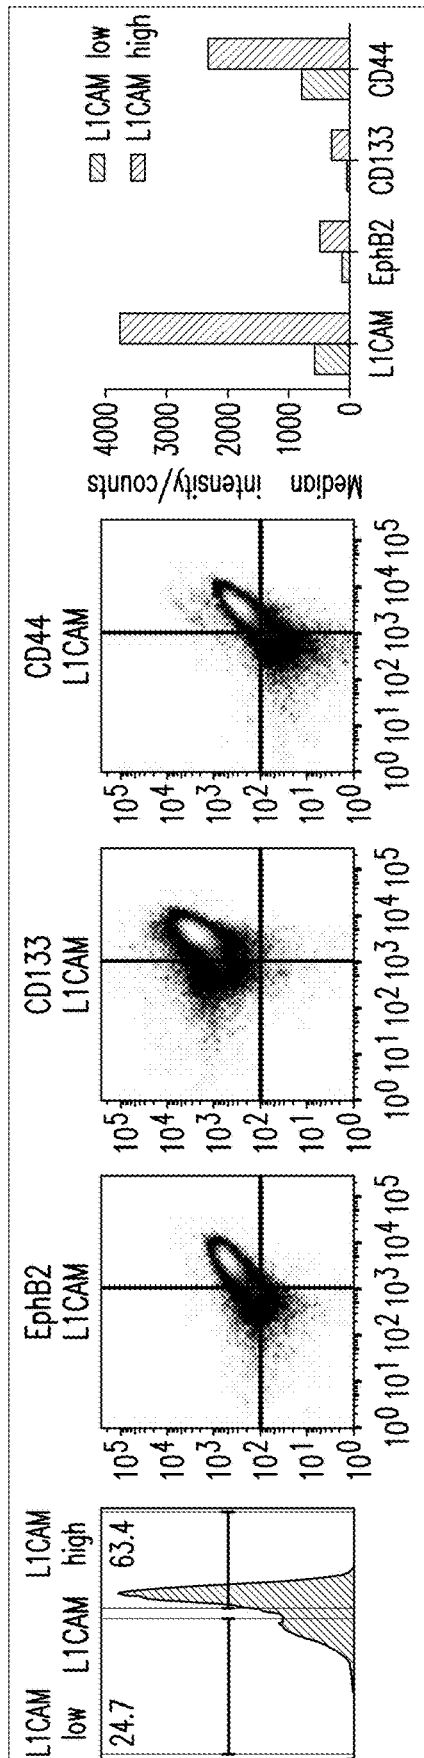 L1CAM L1CAM
low L1CAM high
24.7 63.4
EphB2
L1CAM
10^5
10^4
10^3
10^2
10^1
10^0
10^0 10^1 10^2 10^3 10^4 10^5
CD133
L1CAM
10^5
10^4
10^3
10^2
10^1
10^0
10^0 10^1 10^2 10^3 10^4 10^5
CD44
L1CAM
10^5
10^4
10^3
10^2
10^1
10^0
10^0 10^1 10^2 10^3 10^4 10^5
Median
intensity/counts
4000
3000
2000
1000
0
L1CAM low
L1CAM high
L1CAM EphB2 CD133 CD44